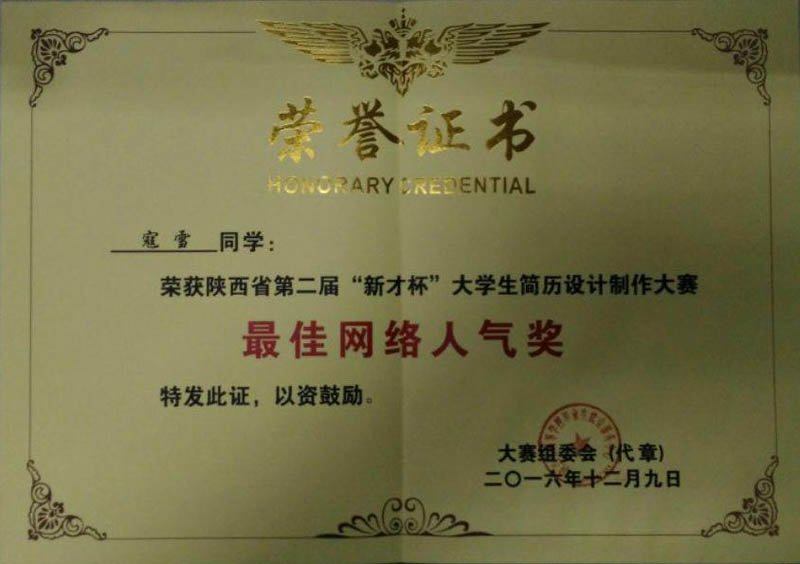 荣誉证书
HONORARY CREDENTIAL
寇雪同学：
荣获陕西省第二届“新才杯”大学生简历设计制作大赛
最佳网络人气奖
特发此证，以资鼓励。
大赛组委会（代章）
二〇一六年十二月九日